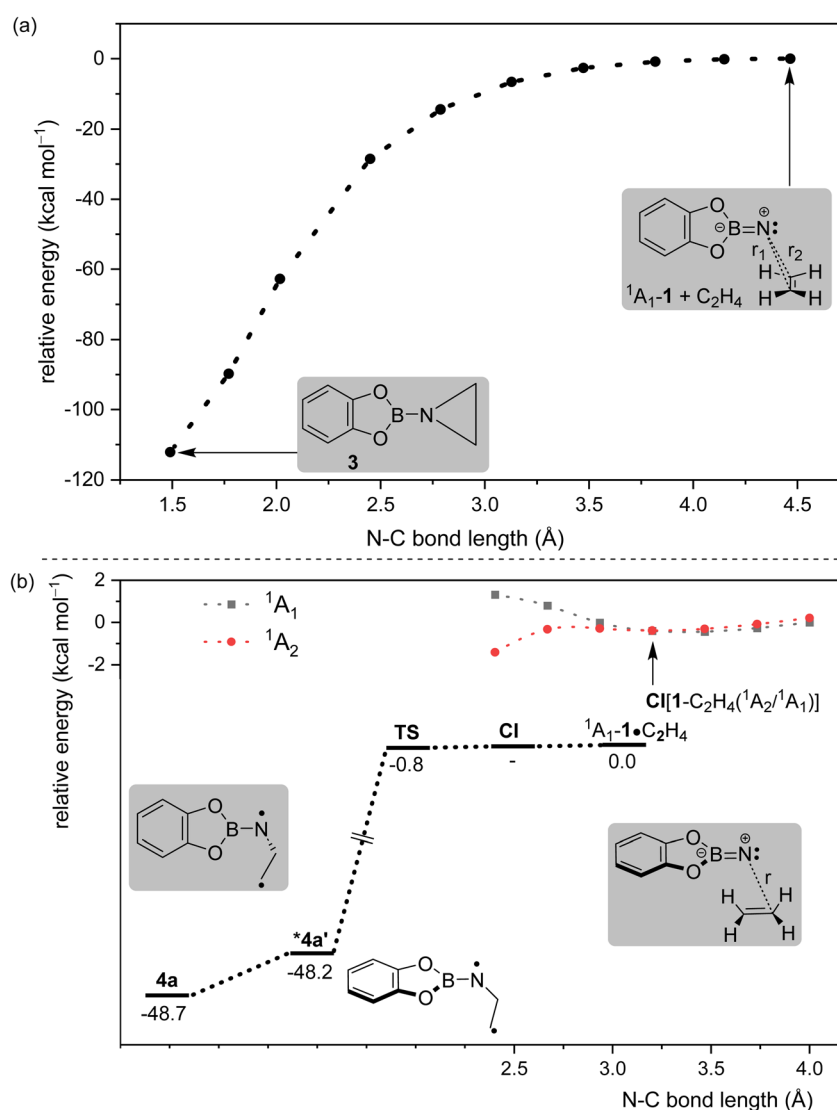 (a)
relative energy (kcal mol⁻¹)
0
-20
-40
-60
-80
-100
-120
1.5 2.0 2.5 3.0 3.5 4.0 4.5
N-C bond length (Å)
O
O
B
N
3
O
O
⊖ B=N: ⊕
r₁ r₂
H H
H H
¹A₁-1 + C₂H₄
(b)
relative energy (kcal mol⁻¹)
2
0
-2
¹A₁
¹A₂
CI[1-C₂H₄(¹A₂/¹A₁)]
TS
-0.8
CI
-
¹A₁-1•C₂H₄
0.0
O
O
B-N
O
O
⊖ B=N: ⊕
r
H H
H H
*4a'
-48.2
4a
-48.7
O
O
B-N
2.5 3.0 3.5 4.0
N-C bond length (Å)